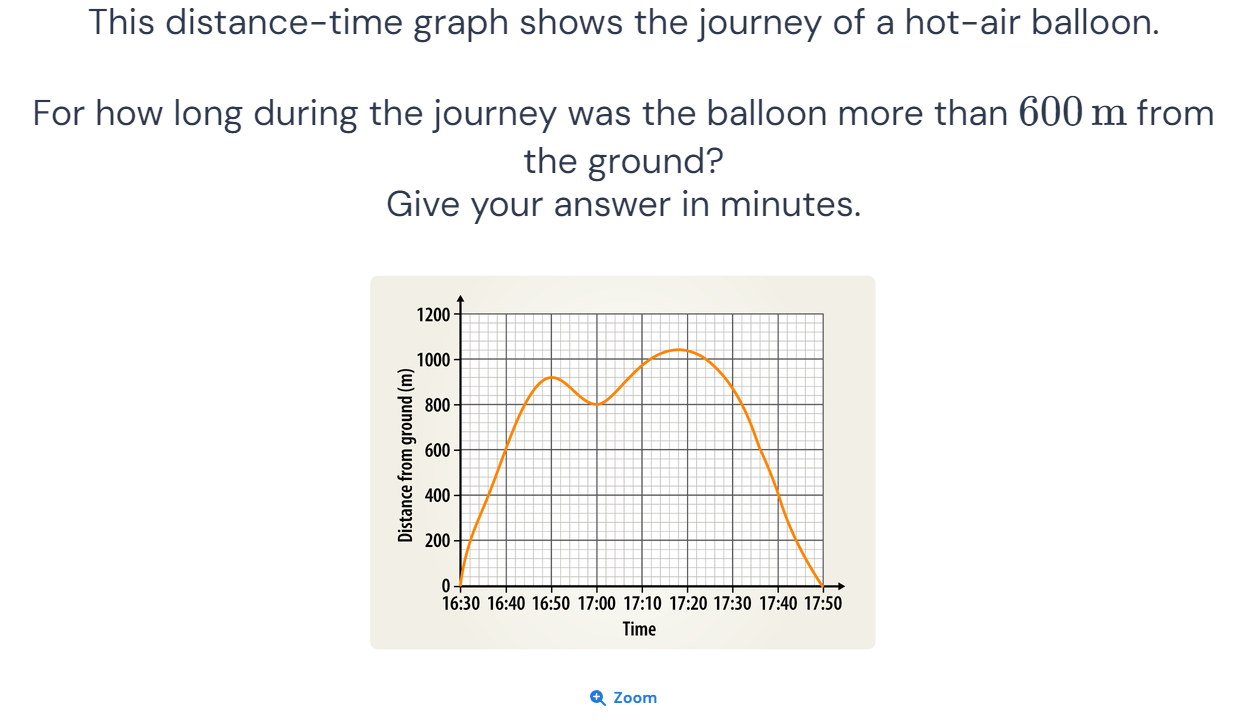 This distance-time graph shows the journey of a hot-air balloon.
For how long during the journey was the balloon more than 600 m from
the ground?
Give your answer in minutes.
1200
1000
800
600
400
200
0
Distance from ground (m)
16:30 16:40 16:50 17:00 17:10 17:20 17:30 17:40 17:50
Time
Zoom